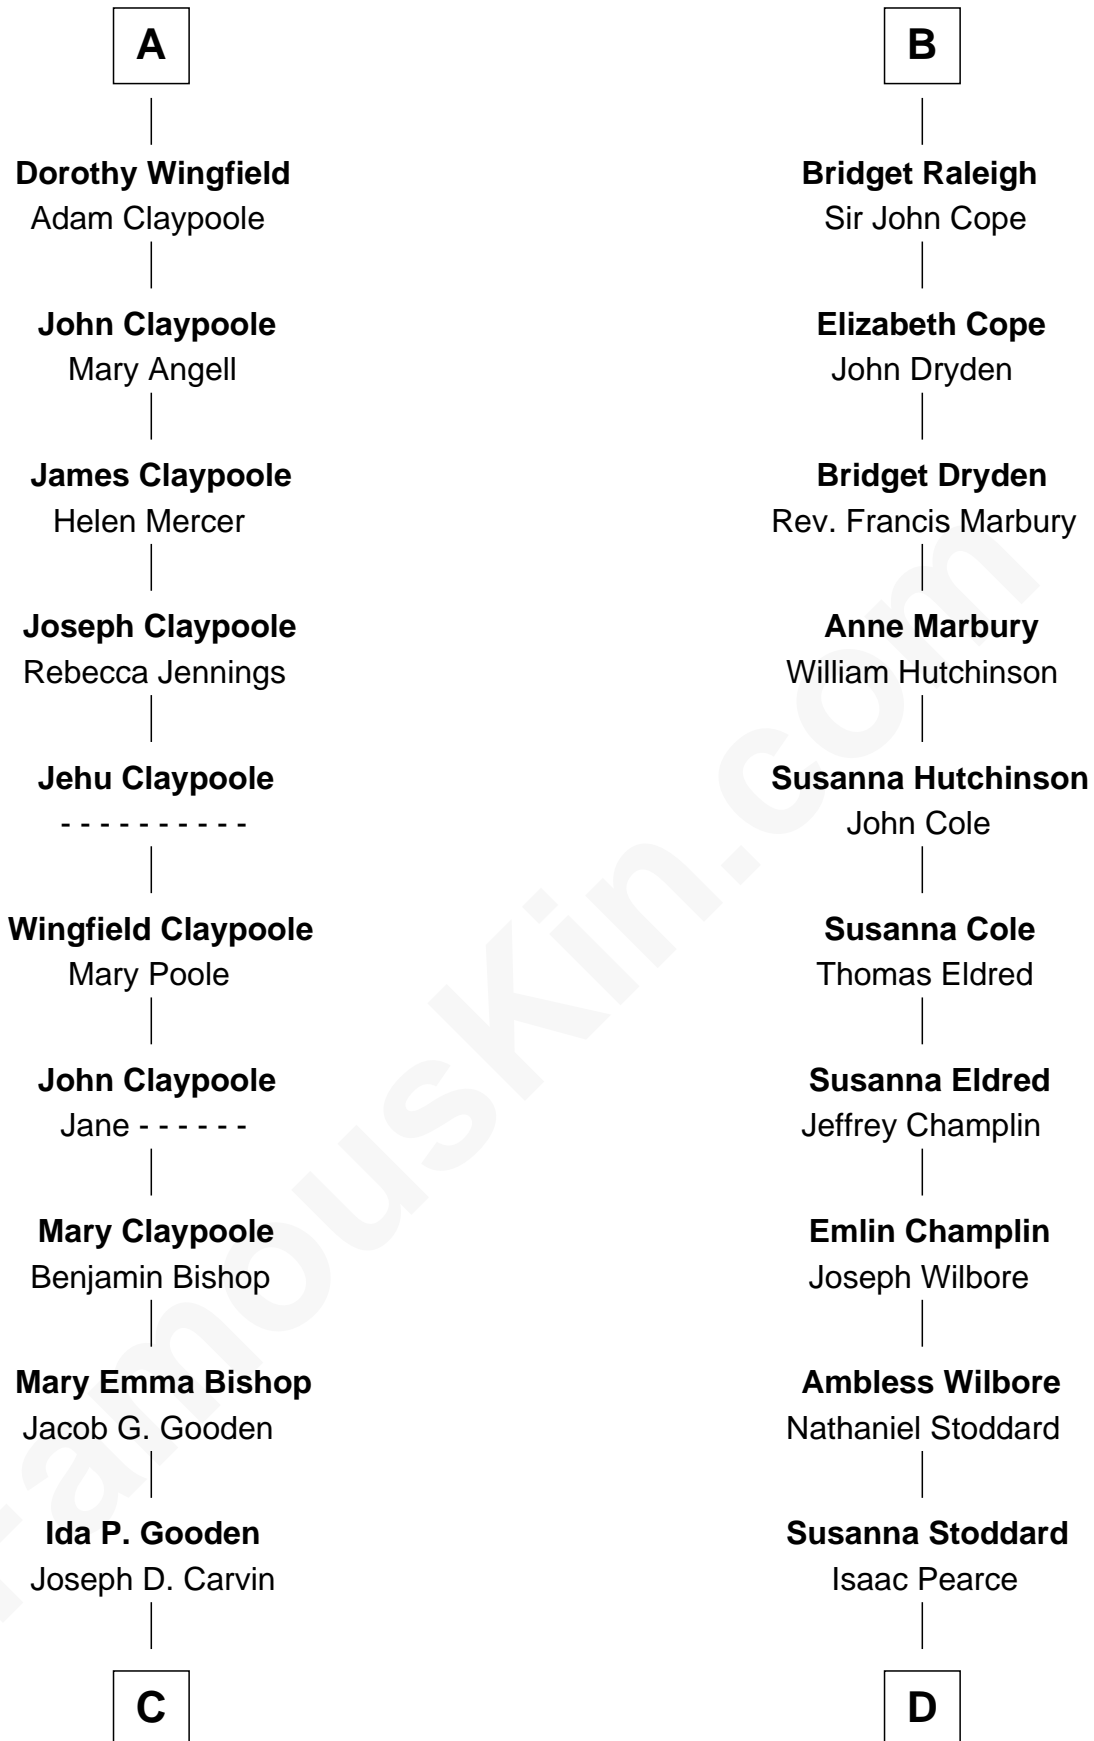 A
Dorothy Wingfield
Adam Claypoole
John Claypoole
Mary Angell
James Claypoole
Helen Mercer
Joseph Claypoole
Rebecca Jennings
Jehu Claypoole
- - - - - - - - - -
Wingfield Claypoole
Mary Poole
John Claypoole
Jane - - - - - -
Mary Claypoole
Benjamin Bishop
Mary Emma Bishop
Jacob G. Gooden
Ida P. Gooden
Joseph D. Carvin
C
B
Bridget Raleigh
Sir John Cope
Elizabeth Cope
John Dryden
Bridget Dryden
Rev. Francis Marbury
Anne Marbury
William Hutchinson
Susanna Hutchinson
John Cole
Susanna Cole
Thomas Eldred
Susanna Eldred
Jeffrey Champlin
Emlin Champlin
Joseph Wilbore
Ambless Wilbore
Nathaniel Stoddard
Susanna Stoddard
Isaac Pearce
D
FamousKin.com